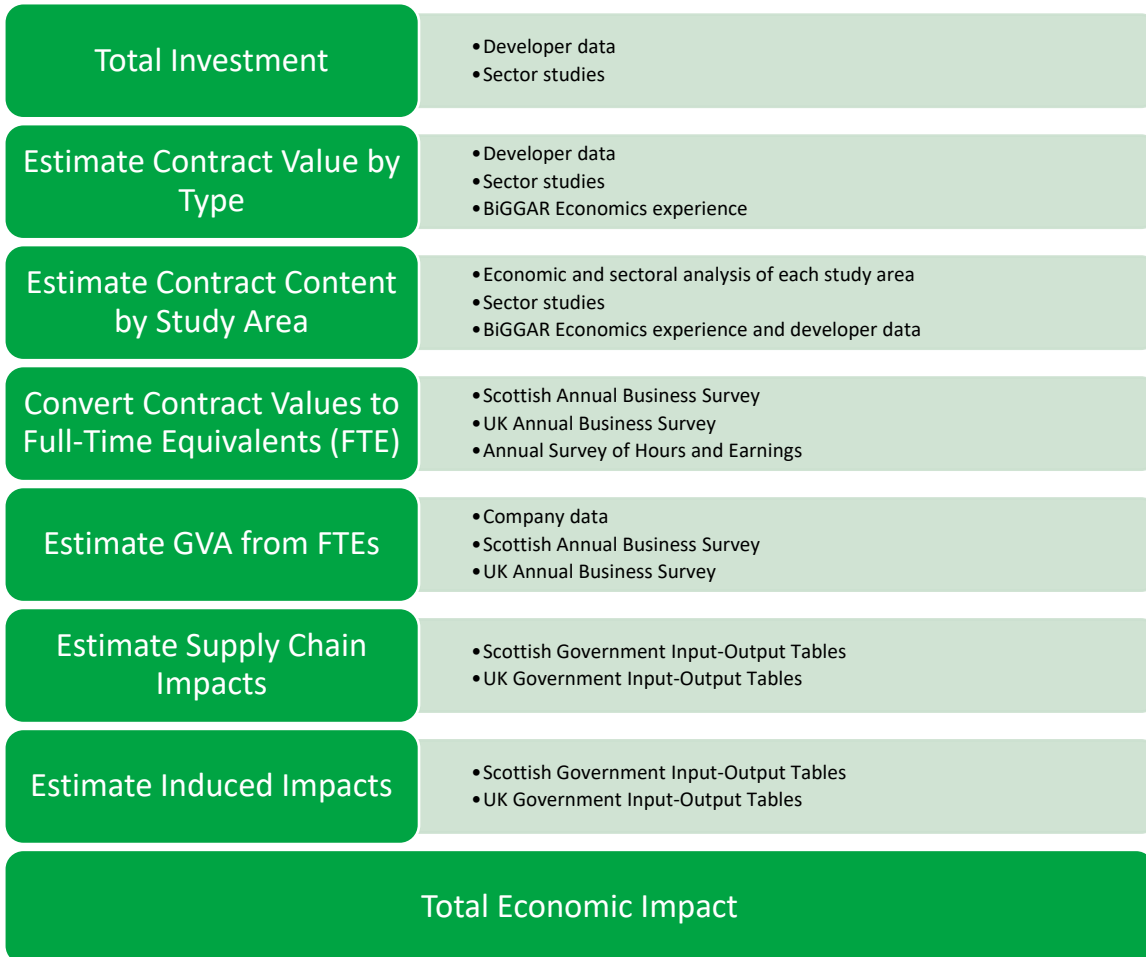 Total Investment
•Developer data
•Sector studies
Estimate Contract Value by
Type
•Developer data
•Sector studies
•BiGGAR Economics experience
Estimate Contract Content
by Study Area
•Economic and sectoral analysis of each study area
•Sector studies
•BiGGAR Economics experience and developer data
Convert Contract Values to
Full-Time Equivalents (FTE)
•Scottish Annual Business Survey
•UK Annual Business Survey
•Annual Survey of Hours and Earnings
Estimate GVA from FTEs
•Company data
•Scottish Annual Business Survey
•UK Annual Business Survey
Estimate Supply Chain
Impacts
•Scottish Government Input-Output Tables
•UK Government Input-Output Tables
Estimate Induced Impacts
•Scottish Government Input-Output Tables
•UK Government Input-Output Tables
Total Economic Impact